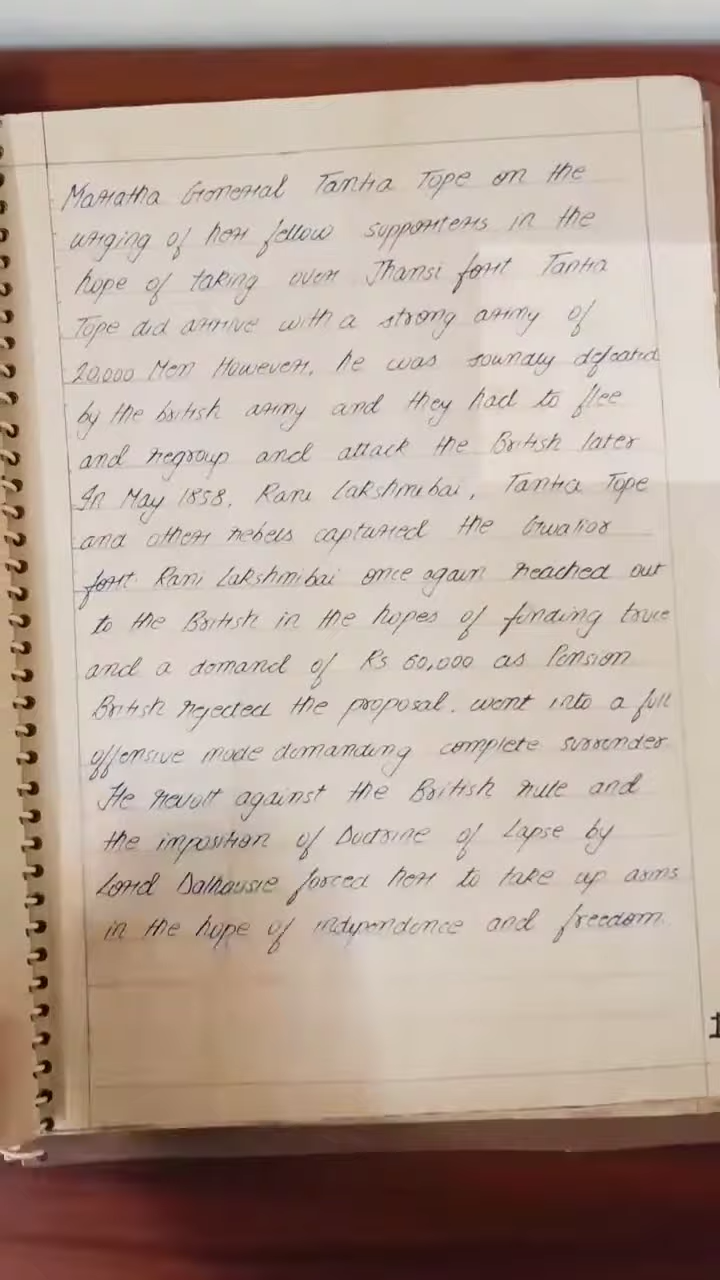 Maratha General Tantia Tope on the
urging of her fellow supporters in the
hope of taking over Jhansi fort Tantia
Tope did arrive with a strong army of
20,000 Men However, he was soundly defeated
by the british army and they had to flee
and regroup and attack the British later
In May 1858, Rani Lakshmibai, Tantia Tope
and other rebels captured the Gwalior
fort Rani Lakshmibai once again reached out
to the British in the hopes of finding truce
and a demand of Rs 60,000 as Pension
British rejected the proposal. went into a full
offensive mode demanding complete surrender
He revolt against the British rule and
the imposition of Doctrine of Lapse by
Lord Dalhausie forced her to take up arms
in the hope of independence and freedom.
1